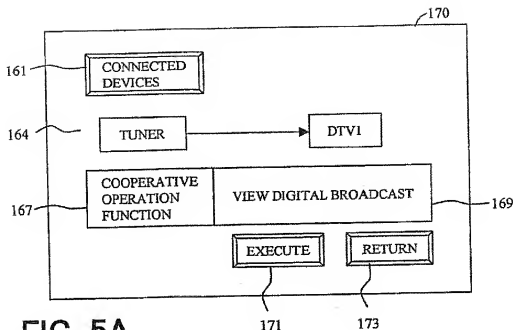 170
161
CONNECTED
DEVICES
164
TUNER
DTV1
167
COOPERATIVE
OPERATION
FUNCTION
VIEW DIGITAL BROADCAST
169
EXECUTE
RETURN
FIG. 5A
171
173